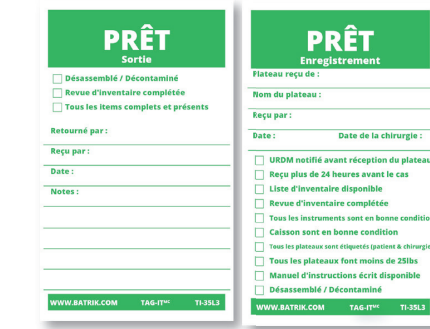 PRÊT
Sortie
Désassemblé / Décontaminé
Revue d'inventaire complétée
Tous les items complets et présents
Retourné par :
Reçu par :
Date :
Notes :
WWW.BATRIK.COM TAG-ITᴹᶜ TI-35L3
PRÊT
Enregistrement
Plateau reçu de :
Nom du plateau :
Reçu par :
Date : Date de la chirurgie :
URDM notifié avant réception du plateau
Reçu plus de 24 heures avant le cas
Liste d'inventaire disponible
Revue d'inventaire complétée
Tous les instruments sont en bonne conditio
Caisson sont en bonne condition
Tous les plateaux sont étiquetés (patient & chirurgie
Tous les plateaux font moins de 25lbs
Manuel d'instructions écrit disponible
Désassemblé / Décontaminé
WWW.BATRIK.COM TAG-ITᴹᶜ TI-35L3